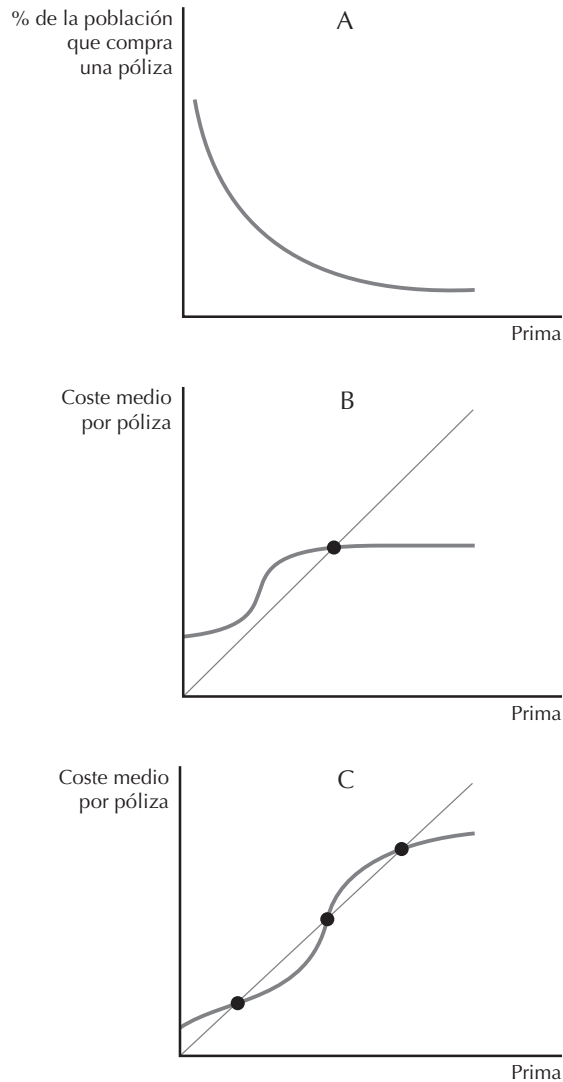 % de la población
que compra
una póliza
A
Prima
Coste medio
por póliza
B
Prima
Coste medio
por póliza
C
Prima